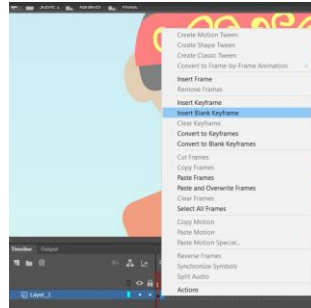 Create Motion Tween
Create Shape Tween
Create Classic Tween
Convert to Frame-by-Frame Animation
Insert Frame
Remove Frames
Insert Keyframe
Insert Blank Keyframe
Clear Keyframe
Convert to Keyframes
Convert to Blank Keyframes
Cut Frames
Copy Frames
Paste Frames
Paste and Overwrite Frames
Clear Frames
Select All Frames
Copy Motion
Paste Motion
Paste Motion Special...
Reverse Frames
Synchronize Symbols
Split Audio
Actions
Timeline Output
Layer_1